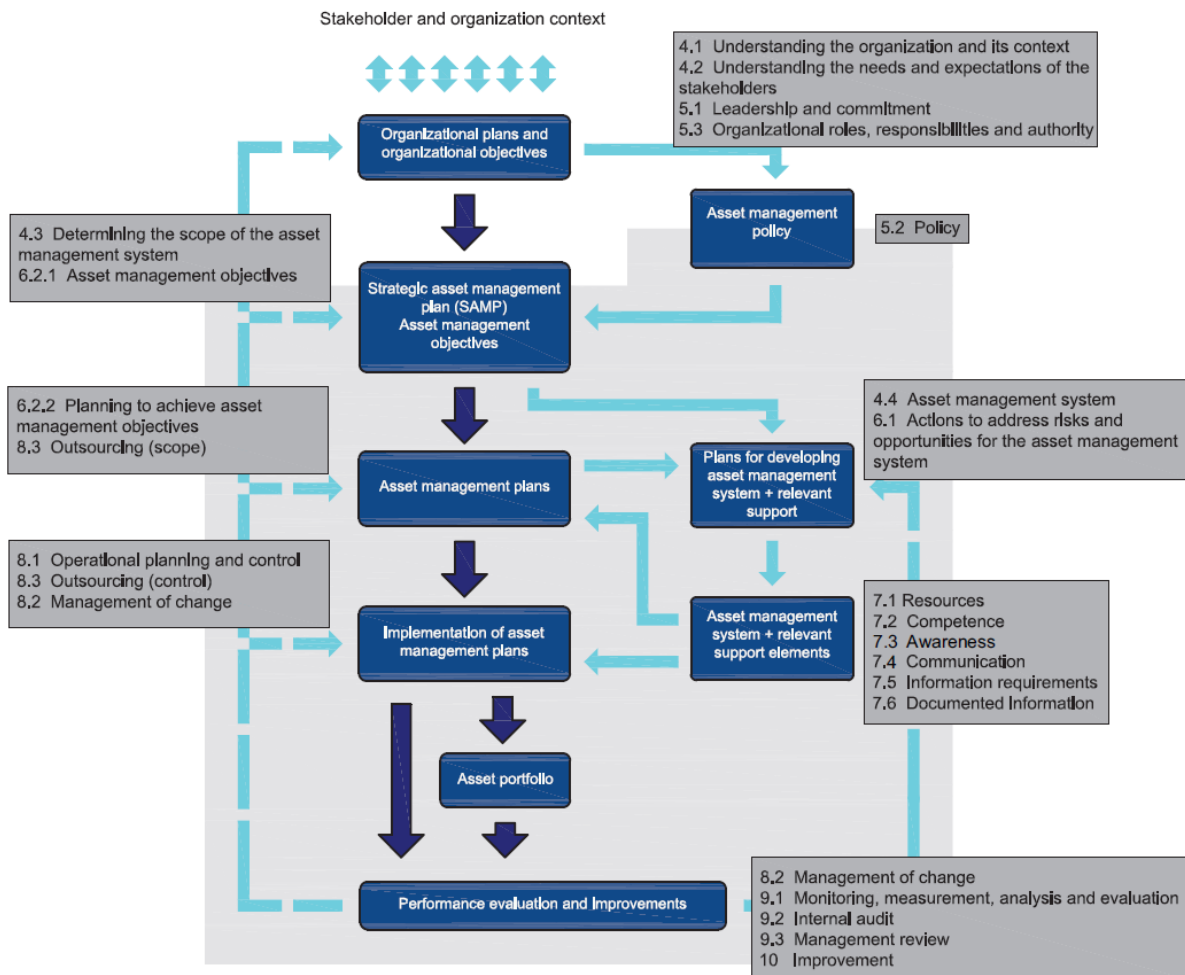 Stakeholder and organization context
4.1 Understanding the organization and its context
4.2 Understanding the needs and expectations of the
stakeholders
5.1 Leadership and commitment
5.3 Organizational roles, responsibilities and authority
Organizational plans and
organizational objectives
Asset management
policy
5.2 Policy
4.3 Determining the scope of the asset
management system
6.2.1 Asset management objectives
Strategic asset management
plan (SAMP)
Asset management
objectives
6.2.2 Planning to achieve asset
management objectives
8.3 Outsourcing (scope)
4.4 Asset management system
6.1 Actions to address risks and
opportunities for the asset management
system
Asset management plans
Plans for developing
asset management
system + relevant
support
8.1 Operational planning and control
8.3 Outsourcing (control)
8.2 Management of change
Implementation of asset
management plans
Asset management
system + relevant
support elements
7.1 Resources
7.2 Competence
7.3 Awareness
7.4 Communication
7.5 Information requirements
7.6 Documented Information
Asset portfolio
Performance evaluation and Improvements
8.2 Management of change
9.1 Monitoring, measurement, analysis and evaluation
9.2 Internal audit
9.3 Management review
10 Improvement